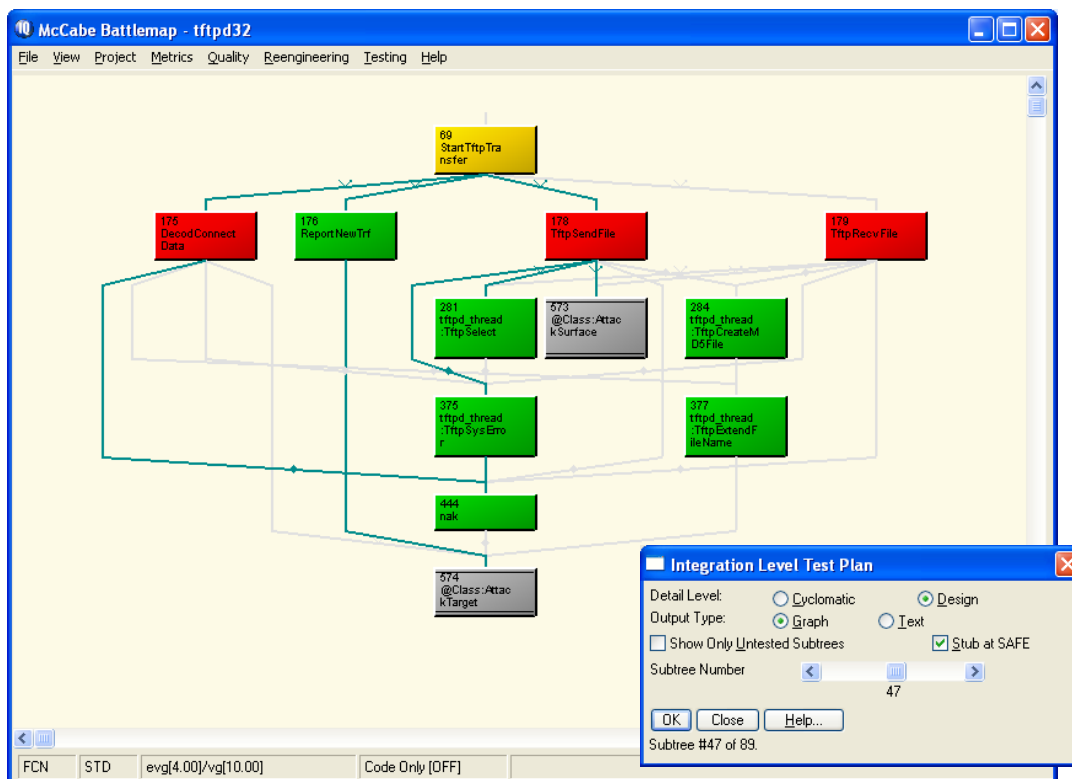 McCabe Battlemap - tftpd32
File View Project Metrics Quality Reengineering Testing Help
69
StartTftpTra
nsfer
175
DecodConnect
Data
176
ReportNewTrf
178
TftpSendFile
179
TftpRecvFile
281
tftpd_thread
:TftpSelect
573
@Class:Attac
kSurface
284
tftpd_thread
:TftpCreateM
D5File
375
tftpd_thread
:TftpSysErro
r
377
tftpd_thread
:TftpExtendF
ileName
444
nak
574
@Class:Attac
kTarget
Integration Level Test Plan
Detail Level: Cyclomatic Design
Output Type: Graph Text
Show Only Untested Subtrees Stub at SAFE
Subtree Number
47
OK Close Help...
Subtree #47 of 89.
FCN STD evg[4.00]/vg[10.00] Code Only [OFF]